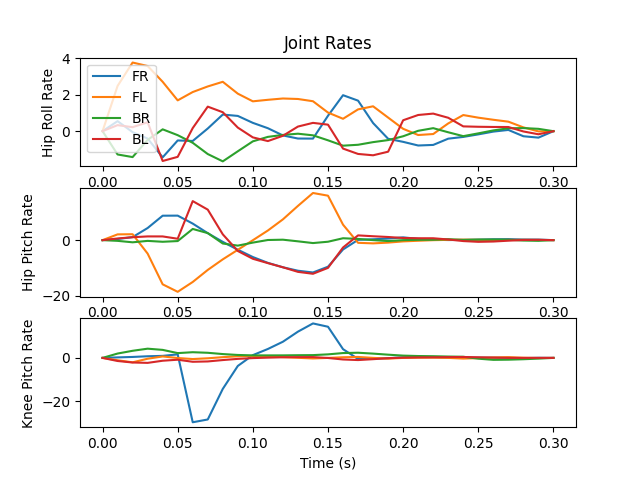 Joint Rates
Hip Roll Rate
4
2
0
FR
FL
BR
BL
0.00 0.05 0.10 0.15 0.20 0.25 0.30
Hip Pitch Rate
0
−20
0.00 0.05 0.10 0.15 0.20 0.25 0.30
Knee Pitch Rate
0
−20
0.00 0.05 0.10 0.15 0.20 0.25 0.30
Time (s)